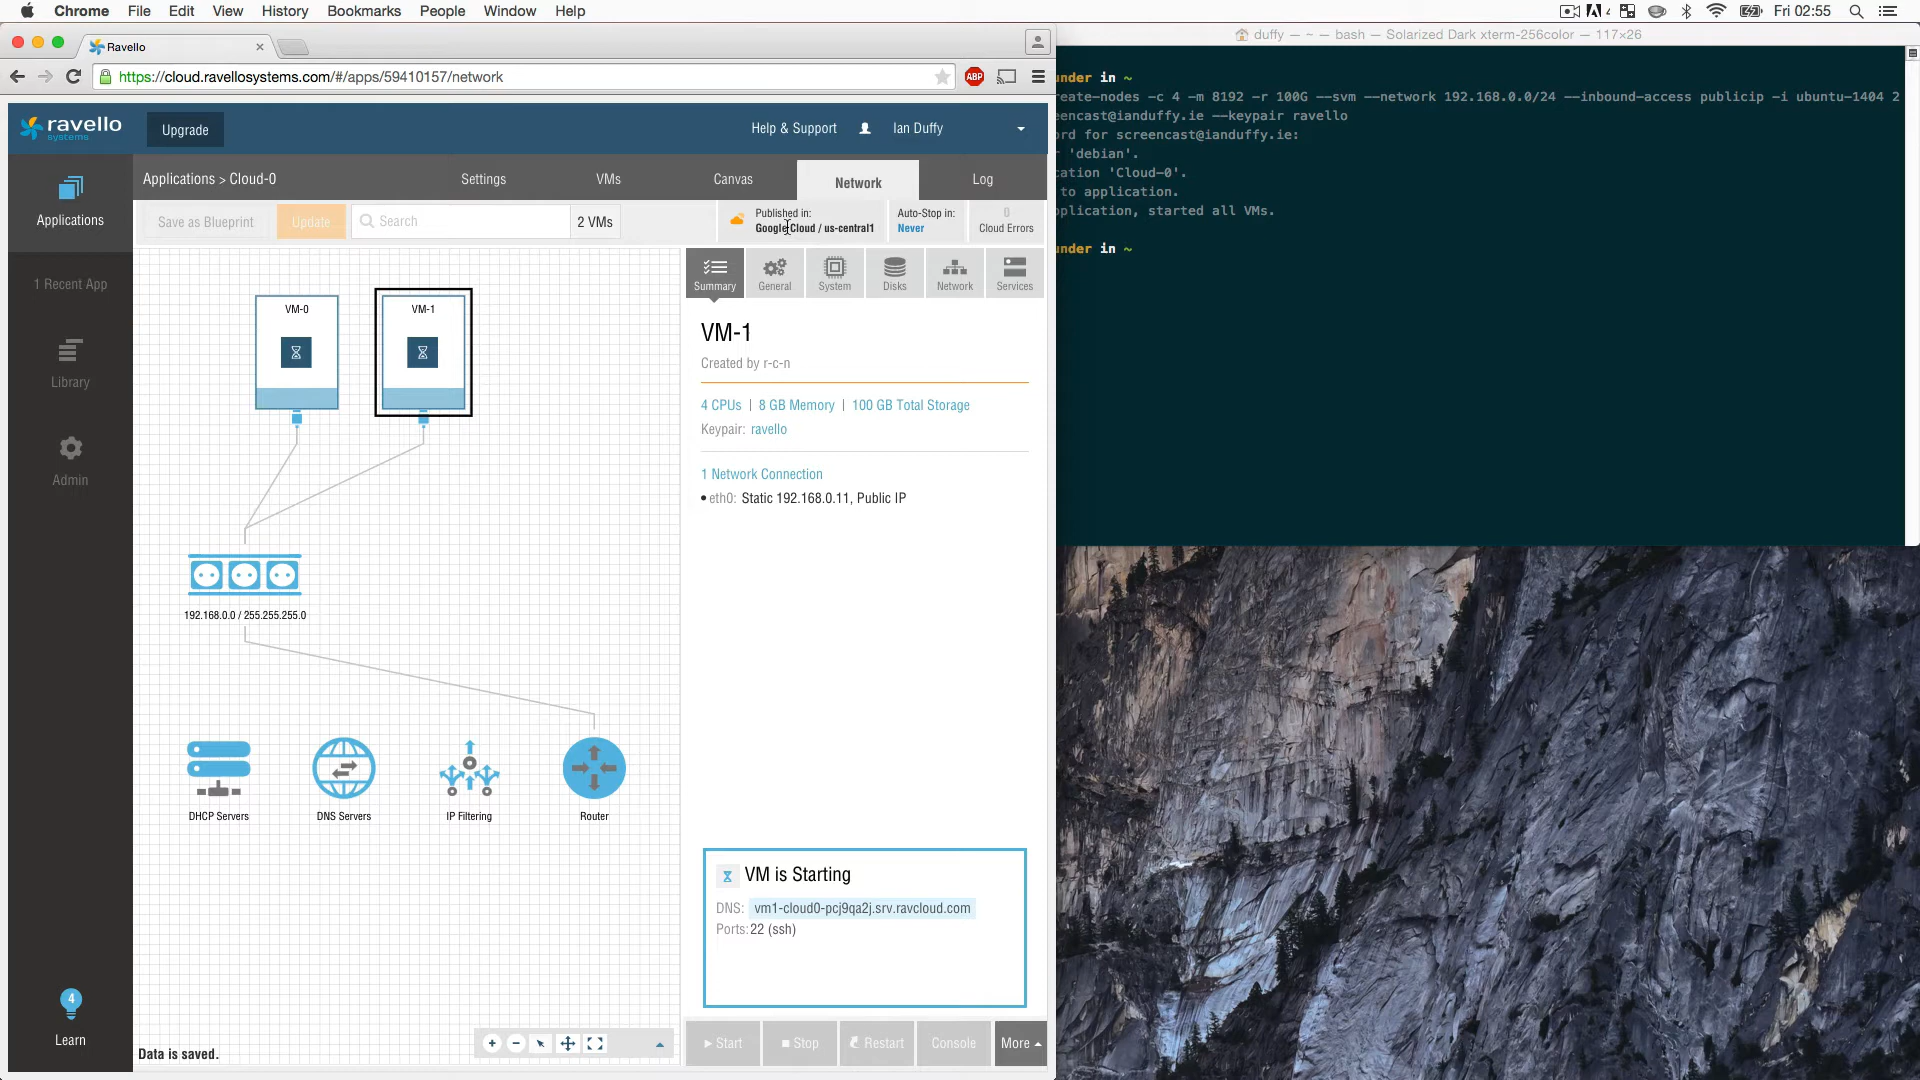 Chrome File Edit View History Bookmarks People Window Help
4 Fri 02:55
Ravello
duffy — ~ — bash — Solarized Dark xterm-256color — 117×26
https://cloud.ravellosystems.com/#/apps/59410157/network
ABP
ravello
systems
Upgrade
Help & Support
Ian Duffy
Applications > Cloud-0
Settings
VMs
Canvas
Network
Log
Save as Blueprint
Update
Search
2 VMs
Published in:
Google Cloud / us-central1
Auto-Stop in:
Never
0
Cloud Errors
Applications
1 Recent App
Library
Admin
4
Learn
VM-0
VM-1
192.168.0.0 / 255.255.255.0
DHCP Servers
DNS Servers
IP Filtering
Router
Data is saved.
Summary
General
System
Disks
Network
Services
VM-1
Created by r-c-n
4 CPUs | 8 GB Memory | 100 GB Total Storage
Keypair: ravello
1 Network Connection
• eth0: Static 192.168.0.11, Public IP
VM is Starting
DNS: vm1-cloud0-pcj9qa2j.srv.ravcloud.com
Ports: 22 (ssh)
Start
Stop
Restart
Console
More
under in ~
reate-nodes -c 4 -m 8192 -r 100G --svm --network 192.168.0.0/24 --inbound-access publicip -i ubuntu-1404 2
eencast@ianduffy.ie --keypair ravello
ord for screencast@ianduffy.ie:
r 'debian'.
cation 'Cloud-0'.
to application.
plication, started all VMs.
under in ~